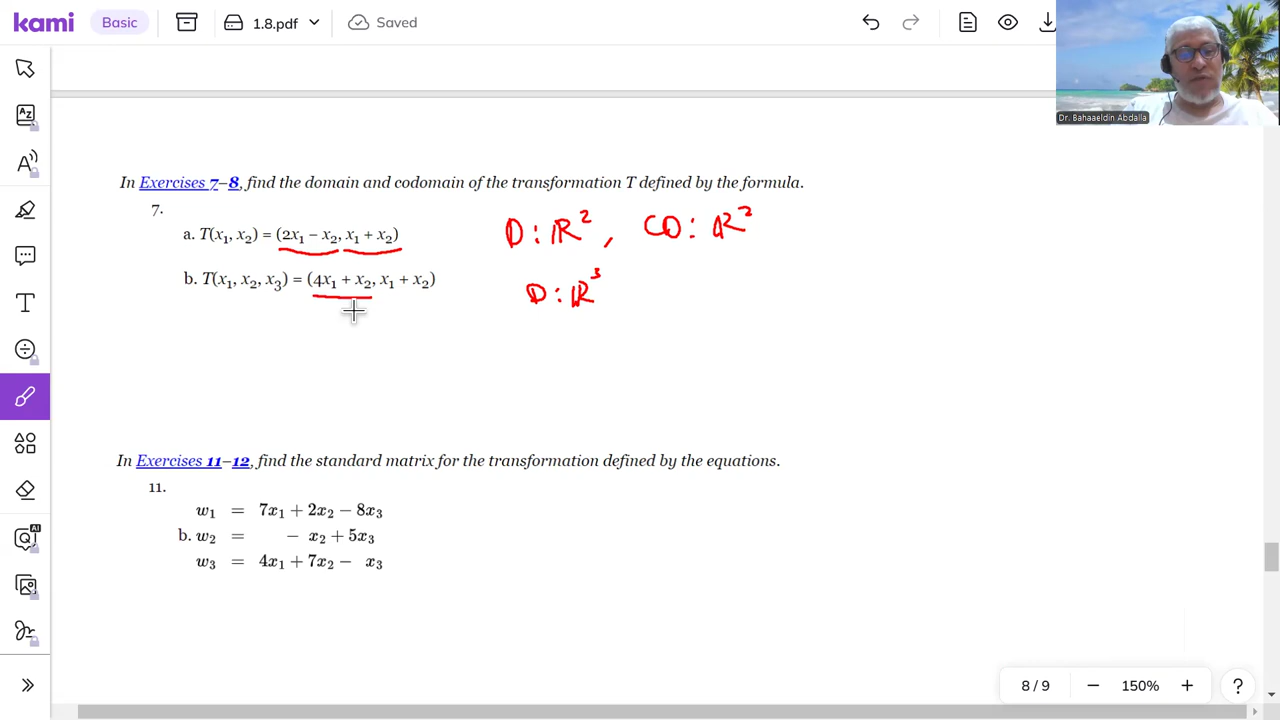 kami Basic 1.8.pdf Saved
Dr. Bahaaeldin Abdalla
In Exercises 7–8, find the domain and codomain of the transformation T defined by the formula.
7.
a. T(x₁, x₂) = (2x₁ − x₂, x₁ + x₂) D : ℝ² , CD : ℝ²
b. T(x₁, x₂, x₃) = (4x₁ + x₂, x₁ + x₂) D : ℝ³
In Exercises 11–12, find the standard matrix for the transformation defined by the equations.
11.
w₁ = 7x₁ + 2x₂ − 8x₃
b. w₂ = − x₂ + 5x₃
w₃ = 4x₁ + 7x₂ − x₃
8 / 9 − 150% + ?